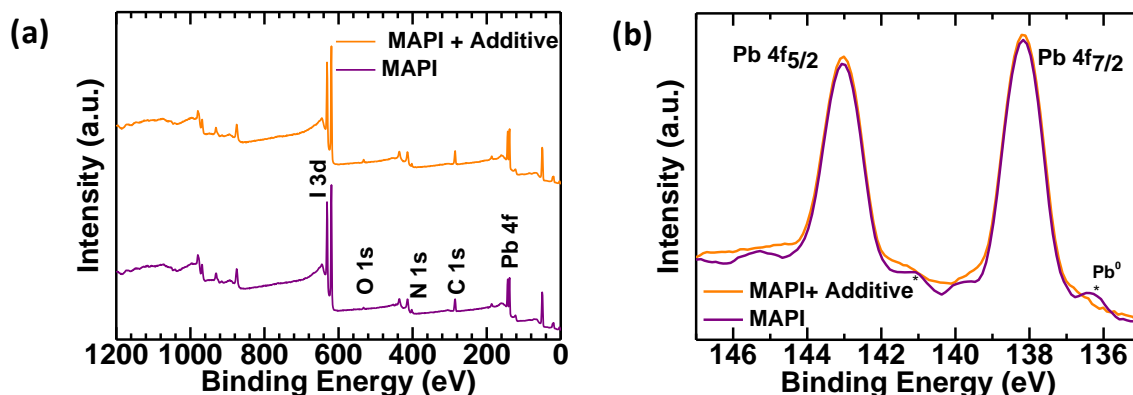 (a)
MAPI + Additive
MAPI
Intensity (a.u.)
I 3d
O 1s
N 1s
C 1s
Pb 4f
1200 1000 800 600 400 200 0
Binding Energy (eV)
(b)
Pb 4f5/2
Pb 4f7/2
Intensity (a.u.)
*
Pb0
*
MAPI+ Additive
MAPI
146 144 142 140 138 136
Binding Energy (eV)